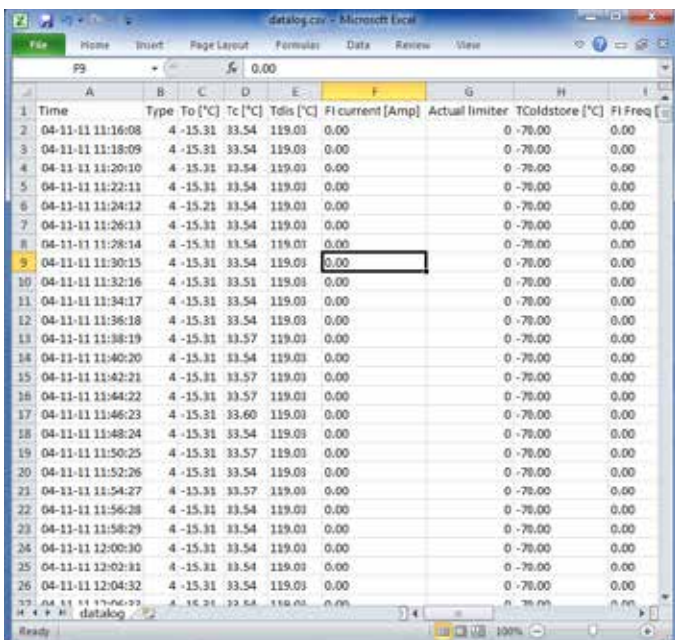 datalog.csv - Microsoft Excel
File Home Insert Page Layout Formulas Data Review View
F9 fx 0.00
A B C D E F G H I
1 Time Type To [°C] Tc [°C] Tdis [°C] FI current [Amp] Actual limiter TColdstore [°C] FI Freq [
2 04-11-11 11:16:08 4 -15.31 33.54 119.03 0.00 0 -70.00 0.00
3 04-11-11 11:18:09 4 -15.31 33.54 119.03 0.00 0 -70.00 0.00
4 04-11-11 11:20:10 4 -15.31 33.54 119.03 0.00 0 -70.00 0.00
5 04-11-11 11:22:11 4 -15.31 33.54 119.03 0.00 0 -70.00 0.00
6 04-11-11 11:24:12 4 -15.21 33.54 119.03 0.00 0 -70.00 0.00
7 04-11-11 11:26:13 4 -15.31 33.54 119.03 0.00 0 -70.00 0.00
8 04-11-11 11:28:14 4 -15.31 33.54 119.03 0.00 0 -70.00 0.00
9 04-11-11 11:30:15 4 -15.31 33.54 119.03 0.00 0 -70.00 0.00
10 04-11-11 11:32:16 4 -15.31 33.51 119.03 0.00 0 -70.00 0.00
11 04-11-11 11:34:17 4 -15.31 33.54 119.03 0.00 0 -70.00 0.00
12 04-11-11 11:36:18 4 -15.31 33.54 119.03 0.00 0 -70.00 0.00
13 04-11-11 11:38:19 4 -15.31 33.57 119.03 0.00 0 -70.00 0.00
14 04-11-11 11:40:20 4 -15.31 33.54 119.03 0.00 0 -70.00 0.00
15 04-11-11 11:42:21 4 -15.31 33.57 119.03 0.00 0 -70.00 0.00
16 04-11-11 11:44:22 4 -15.31 33.57 119.03 0.00 0 -70.00 0.00
17 04-11-11 11:46:23 4 -15.31 33.60 119.03 0.00 0 -70.00 0.00
18 04-11-11 11:48:24 4 -15.31 33.54 119.03 0.00 0 -70.00 0.00
19 04-11-11 11:50:25 4 -15.31 33.57 119.03 0.00 0 -70.00 0.00
20 04-11-11 11:52:26 4 -15.31 33.54 119.03 0.00 0 -70.00 0.00
21 04-11-11 11:54:27 4 -15.31 33.57 119.03 0.00 0 -70.00 0.00
22 04-11-11 11:56:28 4 -15.31 33.54 119.03 0.00 0 -70.00 0.00
23 04-11-11 11:58:29 4 -15.31 33.54 119.03 0.00 0 -70.00 0.00
24 04-11-11 12:00:30 4 -15.31 33.54 119.03 0.00 0 -70.00 0.00
25 04-11-11 12:02:31 4 -15.31 33.54 119.03 0.00 0 -70.00 0.00
26 04-11-11 12:04:32 4 -15.31 33.54 119.03 0.00 0 -70.00 0.00
27 04-11-11 12:06:33 4 -15.31 33.54 119.03 0.00 0 -70.00 0.00
datalog
Ready 100%